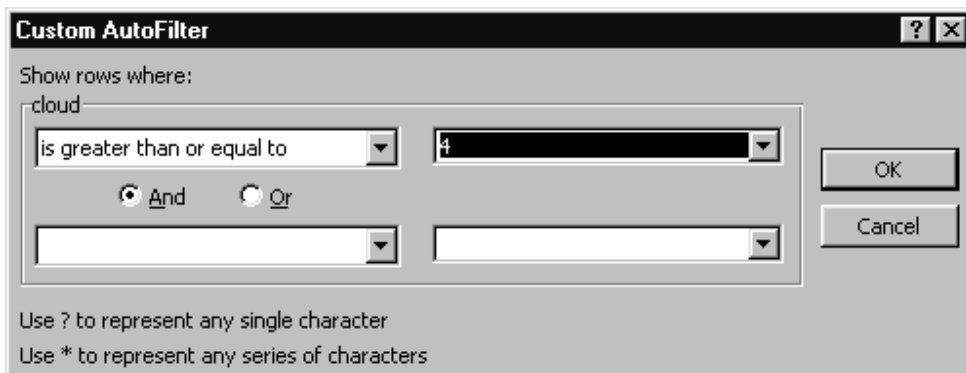 Custom AutoFilter
Show rows where:
cloud
is greater than or equal to 4
And Or
OK
Cancel
Use ? to represent any single character
Use * to represent any series of characters